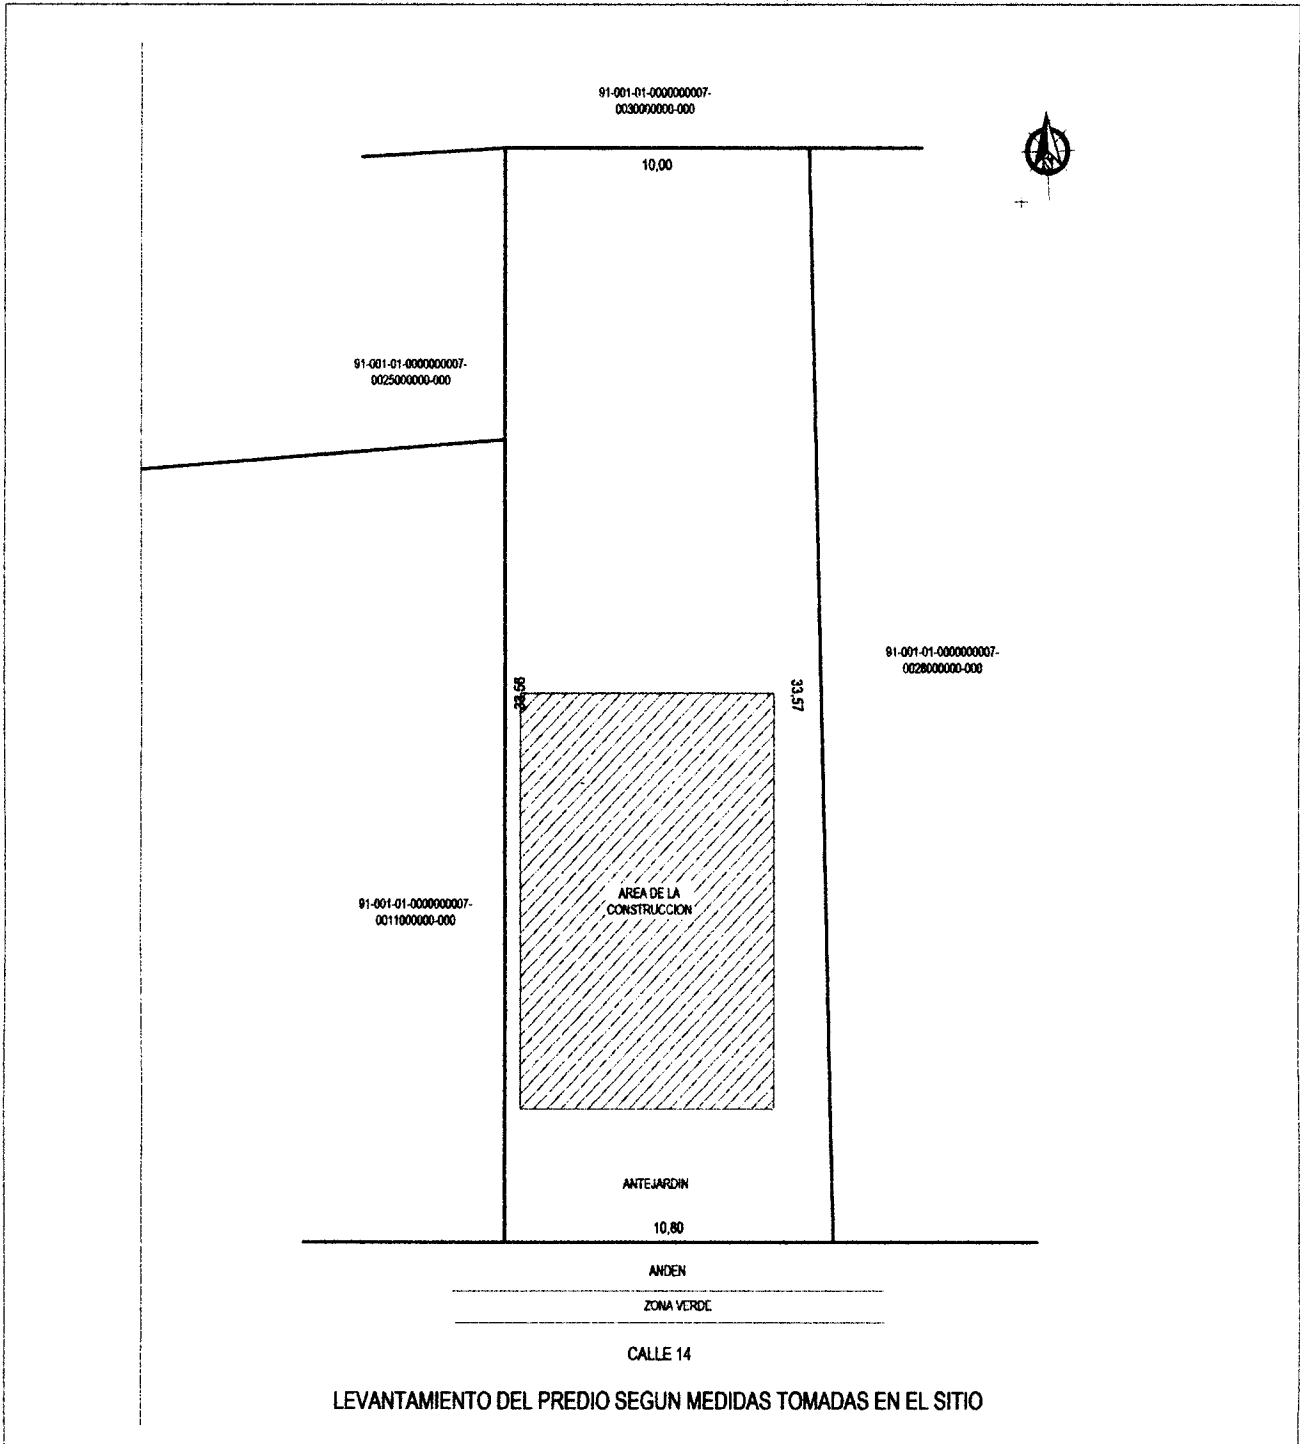 91-001-01-0000000007-
0030000000-000
10,00
91-001-01-0000000007-
0025000000-000
91-001-01-0000000007-
0028000000-000
33,57
AREA DE LA
CONSTRUCCION
91-001-01-0000000007-
0011000000-000
ANTEJARDIN
10,80
ANDEN
ZONA VERDE
CALLE 14
LEVANTAMIENTO DEL PREDIO SEGUN MEDIDAS TOMADAS EN EL SITIO